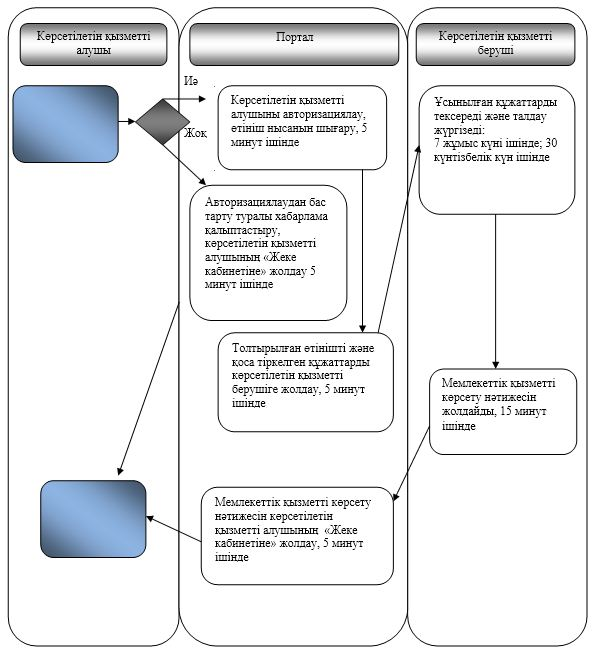 Көрсетілетін қызметті
алушы
Портал
Көрсетілетін қызметті
беруші
Иә
Жоқ
Көрсетілетін қызметті
алушыны авторизациялау,
өтініш нысанын шығару, 5
минут ішінде
Ұсынылған құжаттарды
тексереді және талдау
жүргізеді:
7 жұмыс күні ішінде; 30
күнтізбелік күн ішінде
Авторизациялаудан бас
тарту туралы хабарлама
қалыптастыру,
көрсетілетін қызметті
алушының «Жеке
кабинетіне» жолдау 5
минут ішінде
Толтырылған өтінішті және
қоса тіркелген құжаттарды
көрсетілетін қызметті
берушіге жолдау, 5 минут
ішінде
Мемлекеттік қызметті
көрсету нәтижесін
жолдайды, 15 минут
ішінде
Мемлекеттік қызметті көрсету
нәтижесін көрсетілетін
қызметті алушының «Жеке
кабинетіне» жолдау, 5 минут
ішінде